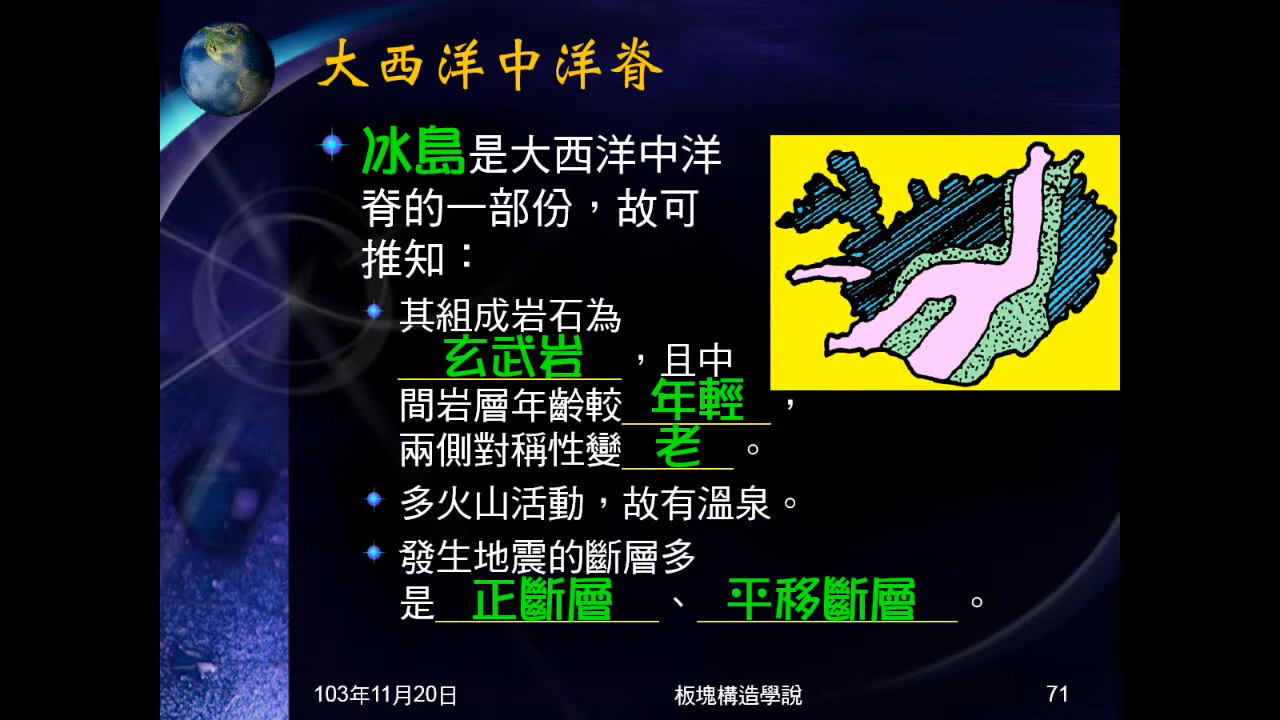 大西洋中洋脊
冰島是大西洋中洋
脊的一部份，故可
推知：
其組成岩石為
玄武岩，且中
間岩層年齡較年輕，
兩側對稱性變老。
多火山活動，故有溫泉。
發生地震的斷層多
是正斷層、平移斷層。
103年11月20日
板塊構造學說
71